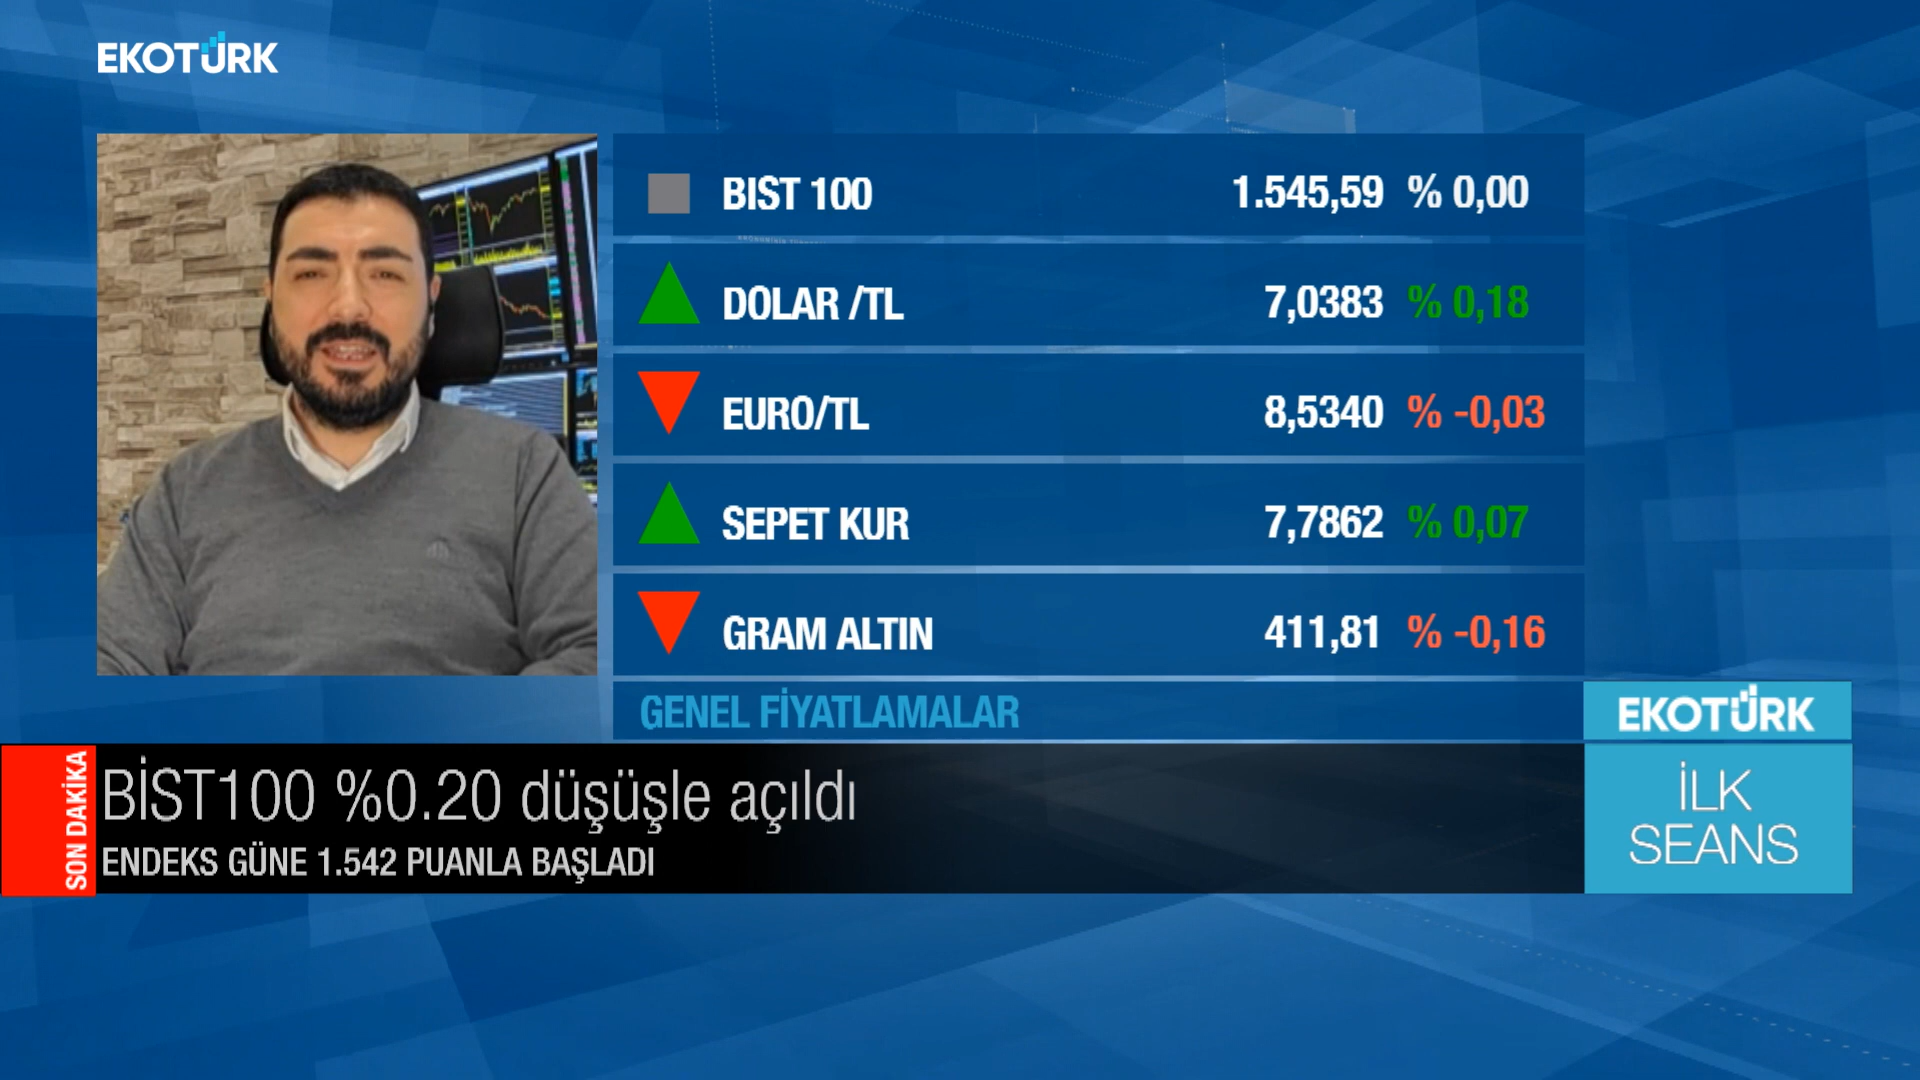 EKOTÜRK
BIST 100 1.545,59 % 0,00
DOLAR /TL 7,0383 % 0,18
EURO/TL 8,5340 % -0,03
SEPET KUR 7,7862 % 0,07
GRAM ALTIN 411,81 % -0,16
GENEL FİYATLAMALAR
EKOTÜRK
SON DAKİKA
BİST100 %0.20 düşüşle açıldı
ENDEKS GÜNE 1.542 PUANLA BAŞLADI
İLK
SEANS